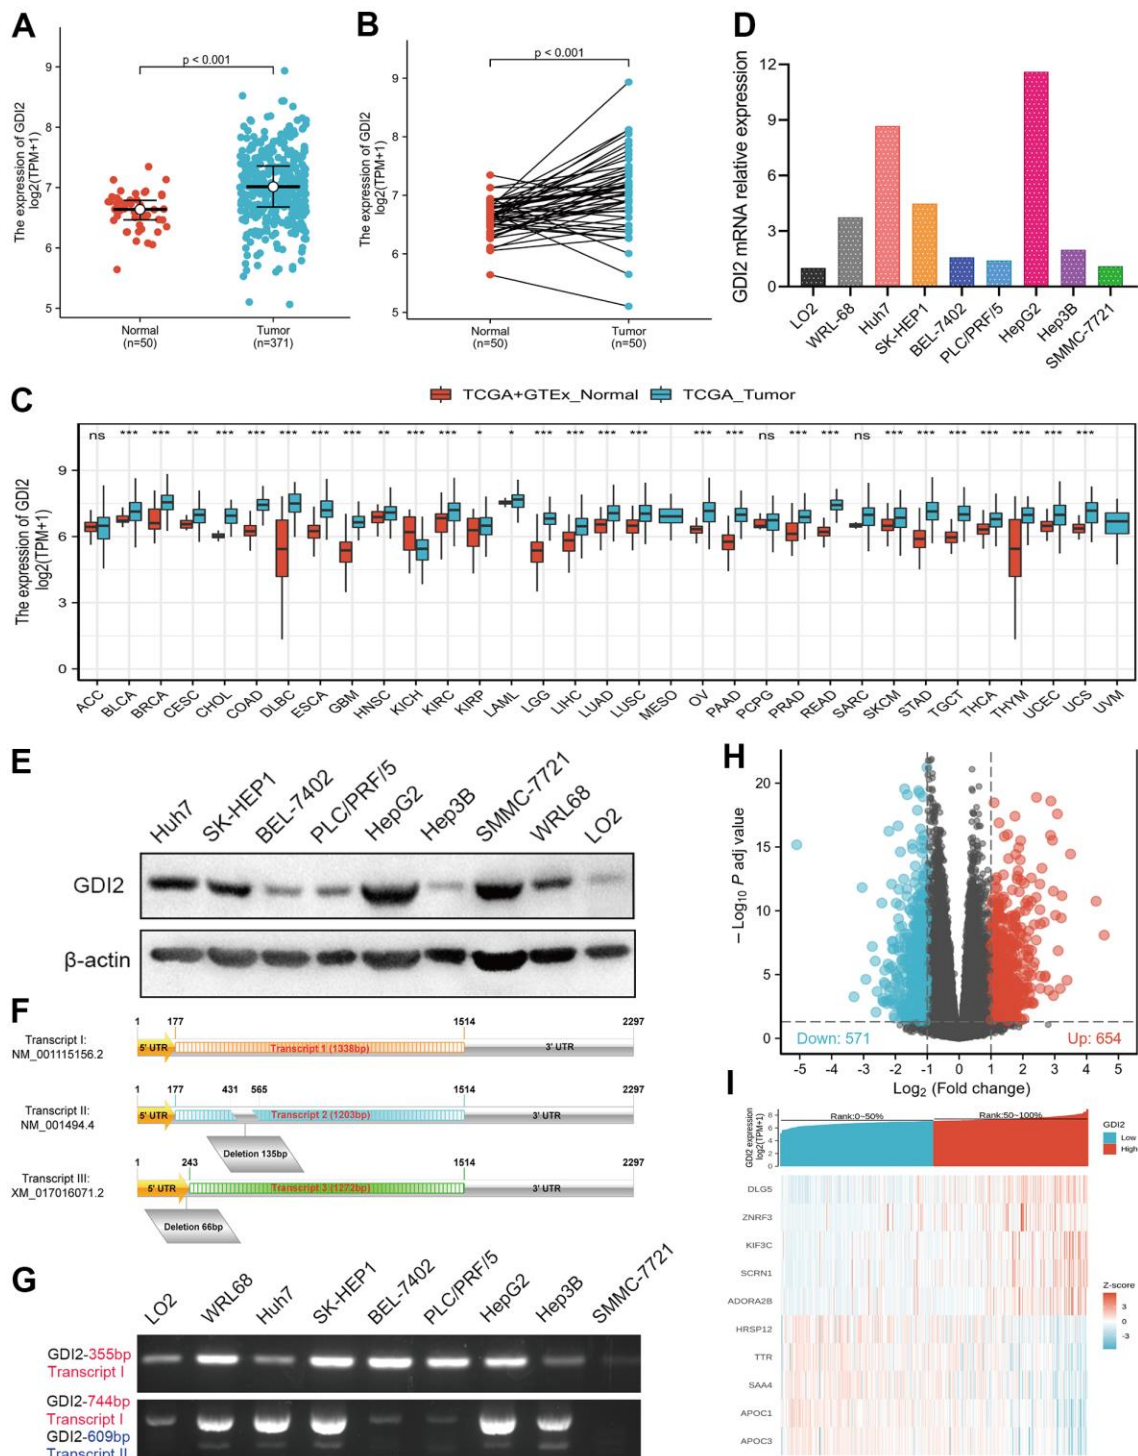 A
The expression of GDI2
log2(TPM+1)
p < 0.001
9
8
7
6
5
Normal
(n=50)
Tumor
(n=371)
B
The expression of GDI2
log2(TPM+1)
p < 0.001
9
8
7
6
5
Normal
(n=50)
Tumor
(n=50)
D
GDI2 mRNA relative expression
12
9
6
3
0
LO2
WRL-68
Huh7
SK-HEP1
BEL-7402
PLC/PRF/5
HepG2
Hep3B
SMMC-7721
C
TCGA+GTEx_Normal TCGA_Tumor
The expression of GDI2
log2(TPM+1)
ns *** *** ** *** *** *** *** *** ** *** *** * * *** *** *** *** *** *** ns *** *** ns *** *** *** *** *** *** ***
9
6
3
0
ACC BLCA BRCA CESC CHOL COAD DLBC ESCA GBM HNSC KICH KIRC KIRP LAML LGG LIHC LUAD LUSC MESO OV PAAD PCPG PRAD READ SARC SKCM STAD TGCT THCA THYM UCEC UCS UVM
E
Huh7 SK-HEP1 BEL-7402 PLC/PRF/5 HepG2 Hep3B SMMC-7721 WRL68 LO2
GDI2
β-actin
F
1 177 1514 2297
Transcript I:
NM_001115156.2
5' UTR Transcript 1 (1338bp) 3' UTR
1 177 431 565 1514 2297
Transcript II:
NM_001494.4
5' UTR Transcript 2 (1203bp) 3' UTR
Deletion 135bp
1 243 1514 2297
Transcript III:
XM_017016071.2
5' UTR Transcript 3 (1272bp) 3' UTR
Deletion 66bp
G
LO2 WRL68 Huh7 SK-HEP1 BEL-7402 PLC/PRF/5 HepG2 Hep3B SMMC-7721
GDI2-355bp
Transcript I
GDI2-744bp
Transcript I
GDI2-609bp
Transcript II
H
– Log10 P adj value
20
15
10
5
0
Down: 571 Up: 654
-5 -4 -3 -2 -1 0 1 2 3 4 5
Log2 (Fold change)
I
GDI2 expression
log2(TPM+1)
8
6
4
2
0
Rank:0~50% Rank:50~100%
GDI2
Low
High
DLG5
ZNRF3
KIF3C
SCRN1
ADORA2B
HRSP12
TTR
SAA4
APOC1
APOC3
Z-score
3
0
-3